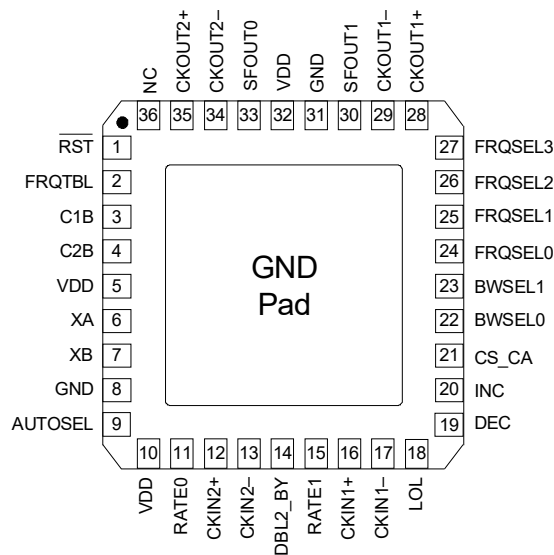 NC
CKOUT2+
CKOUT2–
SFOUT0
VDD
GND
SFOUT1
CKOUT1–
CKOUT1+
36 35 34 33 32 31 30 29 28
RST 1
FRQTBL 2
C1B 3
C2B 4
VDD 5
XA 6
XB 7
GND 8
AUTOSEL 9
GND
Pad
27 FRQSEL3
26 FRQSEL2
25 FRQSEL1
24 FRQSEL0
23 BWSEL1
22 BWSEL0
21 CS_CA
20 INC
19 DEC
10 11 12 13 14 15 16 17 18
VDD
RATE0
CKIN2+
CKIN2–
DBL2_BY
RATE1
CKIN1+
CKIN1–
LOL